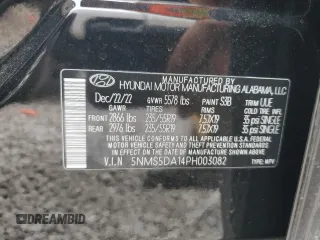 MANUFACTURED BY
HYUNDAI MOTOR MANUFACTURING ALABAMA, LLC
Dec/22/22 GVWR 5578 lbs PAINT S3B TRIM UUE
GAWR TIRES RIMS COLD TIRE INFL.
FRONT 2866 lbs 235/55R19 7.5JX19 35 psi SINGLE
REAR 2976 lbs 235/55R19 7.5JX19 35 psi SINGLE
THIS VEHICLE CONFORMS TO ALL APPLICABLE U.S. FEDERAL
MOTOR VEHICLE SAFETY AND THEFT PREVENTION STANDARDS
IN EFFECT ON THE DATE OF MANUFACTURE SHOWN ABOVE.
V.I.N 5NMS5DA14PH003082 TYPE: MPV
DREAMBID